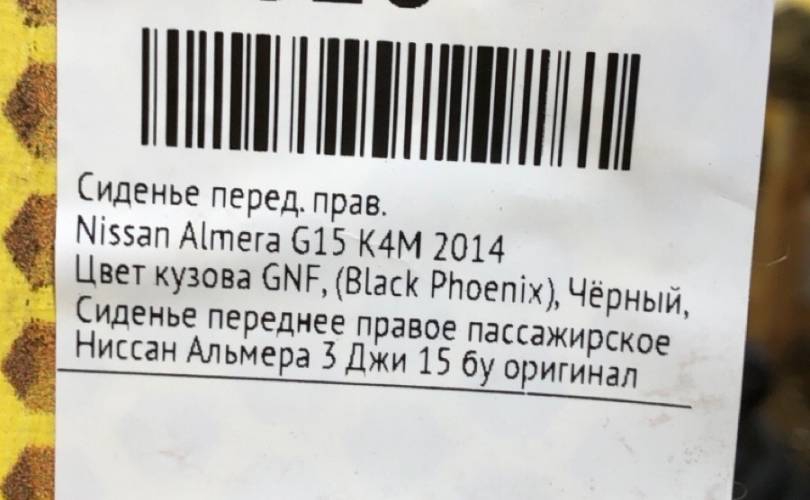 Сиденье перед. прав.
Nissan Almera G15 K4M 2014
Цвет кузова GNF, (Black Phoenix), Чёрный,
Сиденье переднее правое пассажирское
Ниссан Альмера 3 Джи 15 бу оригинал